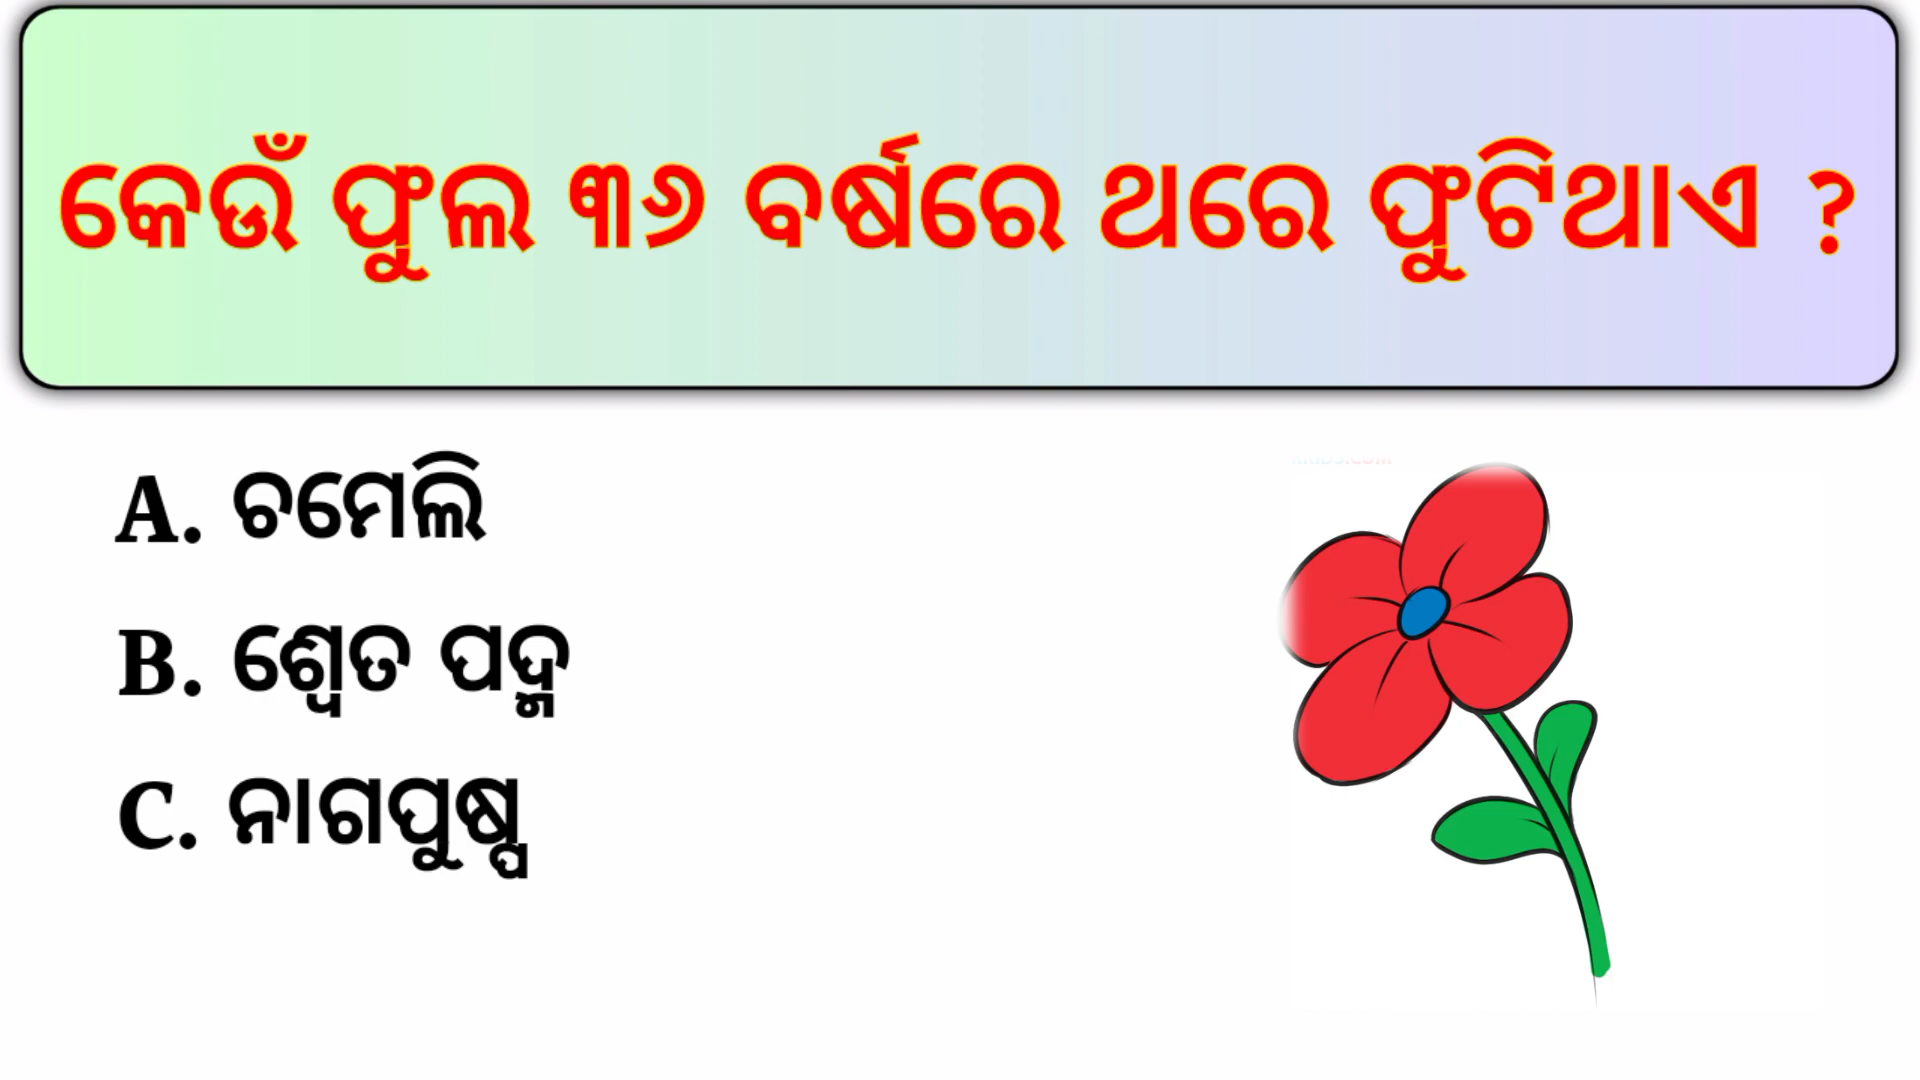 କେଉଁ ଫୁଲ ୩୬ ବର୍ଷରେ ଥରେ ଫୁଟିଥାଏ ?
A. ଚମେଲି
B. ଶ୍ୱେତ ପଦ୍ମ
C. ନାଗପୁଷ୍ପ